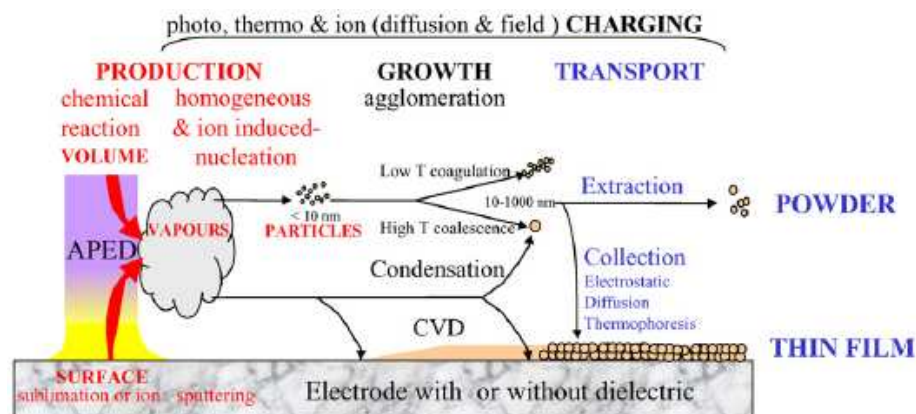 photo, thermo & ion (diffusion & field ) CHARGING
PRODUCTION
GROWTH
TRANSPORT
chemical
reaction
VOLUME
homogeneous
& ion induced-
nucleation
agglomeration
APED
VAPOURS
< 10 nm
PARTICLES
Low T coagulation
10-1000 nm
High T coalescence
Extraction
POWDER
Condensation
Collection
Electrostatic
Diffusion
Thermophoresis
CVD
THIN FILM
SURFACE
sublimation or ion- sputtering
Electrode with or without dielectric